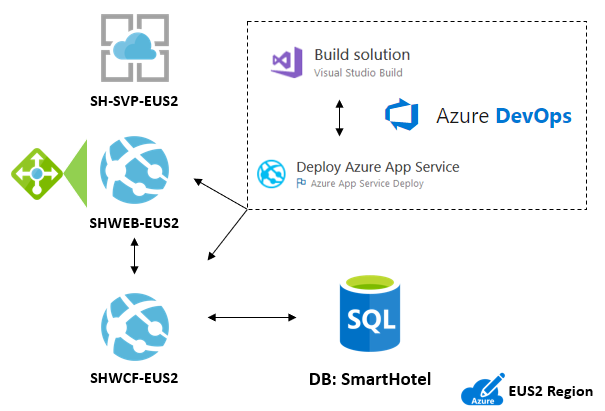 SH-SVP-EUS2
Build solution
Visual Studio Build
Azure DevOps
Deploy Azure App Service
Azure App Service Deploy
SHWEB-EUS2
SHWCF-EUS2
SQL
DB: SmartHotel
Azure
EUS2 Region